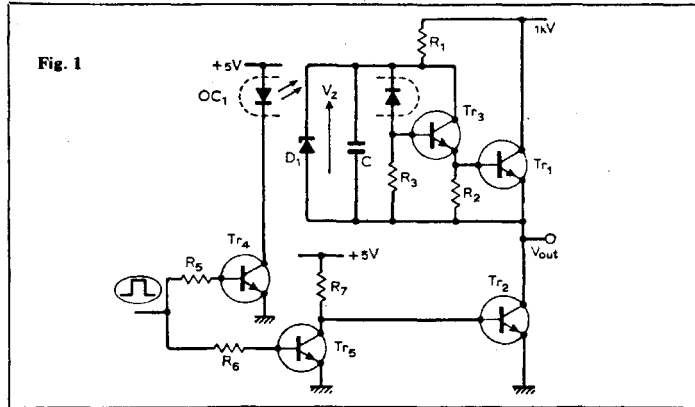 Fig. 1
R1
1kV
+5V
OC1
V2
Tr3
D1
C
R3
Tr1
R2
Vout
Tr4
R5
+5V
R7
Tr2
R6
Tr5